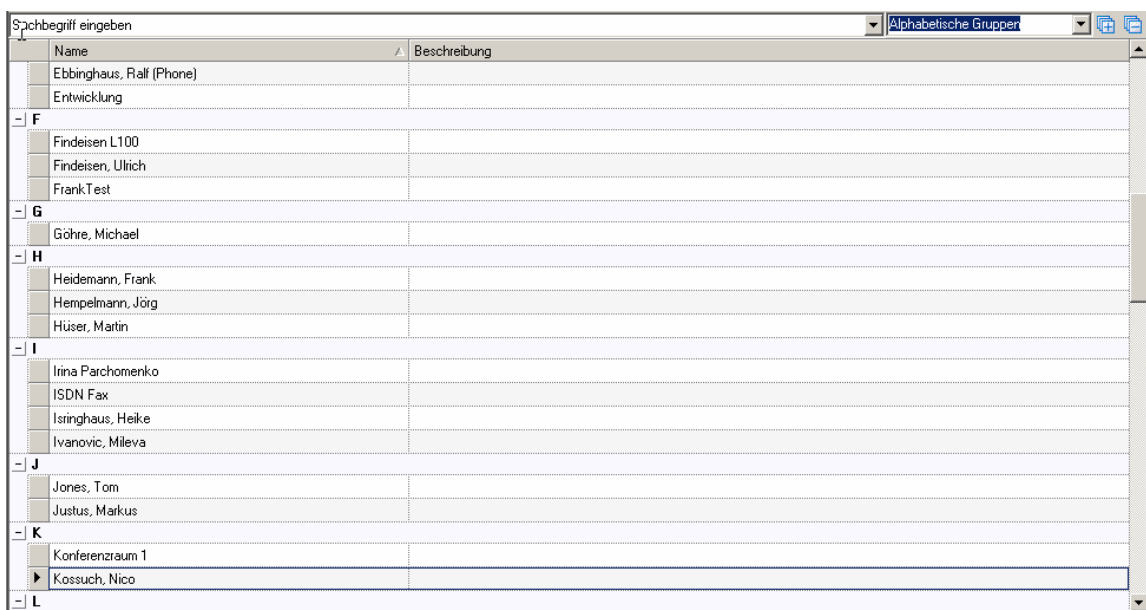 Suchbegriff eingeben Alphabetische Gruppen
Name Beschreibung
Ebbinghaus, Ralf (Phone)
Entwicklung
F
Findeisen L100
Findeisen, Ulrich
FrankTest
G
Göhre, Michael
H
Heidemann, Frank
Hempelmann, Jörg
Hüser, Martin
I
Irina Parchomenko
ISDN Fax
Isringhaus, Heike
Ivanovic, Mileva
J
Jones, Tom
Justus, Markus
K
Konferenzraum 1
Kossuch, Nico
L